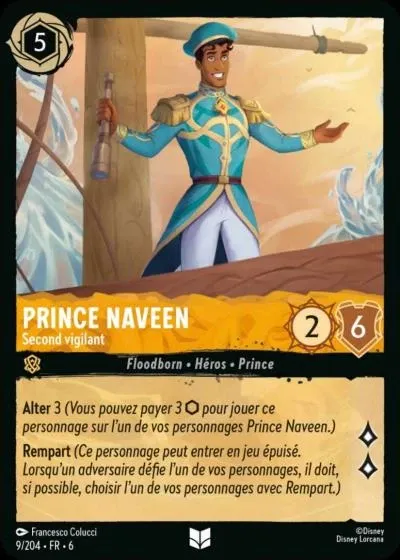 5
PRINCE NAVEEN
Second vigilant
2
6
Floodborn • Héros • Prince
Alter 3 (Vous pouvez payer 3 ⬡ pour jouer ce
personnage sur l'un de vos personnages Prince Naveen.)
Rempart (Ce personnage peut entrer en jeu épuisé.
Lorsqu'un adversaire défie l'un de vos personnages, il doit,
si possible, choisir l'un de vos personnages avec Rempart.)
Francesco Colucci
9/204 • FR • 6
©Disney
Disney Lorcana